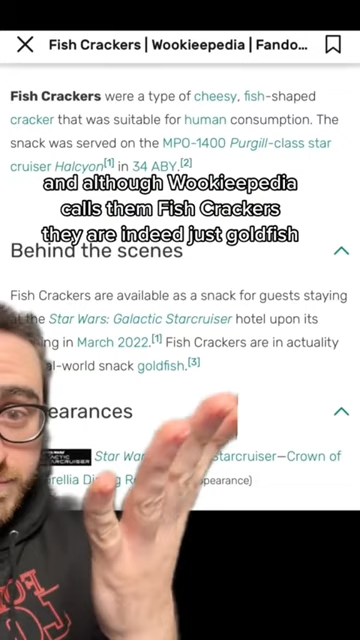 Fish Crackers | Wookieepedia | Fando...
Fish Crackers were a type of cheesy, fish-shaped
cracker that was suitable for human consumption. The
snack was served on the MPO-1400 Purgill-class star
cruiser Halcyon[1] in 34 ABY.[2]
and although Wookieepedia
calls them Fish Crackers
they are indeed just goldfish
Behind the scenes
Fish Crackers are available as a snack for guests staying
the Star Wars: Galactic Starcruiser hotel upon its
in March 2022.[1] Fish Crackers are in actuality
al-world snack goldfish.[3]
earances
Star War
Starcruiser—Crown of
rellia Di
ppearance)